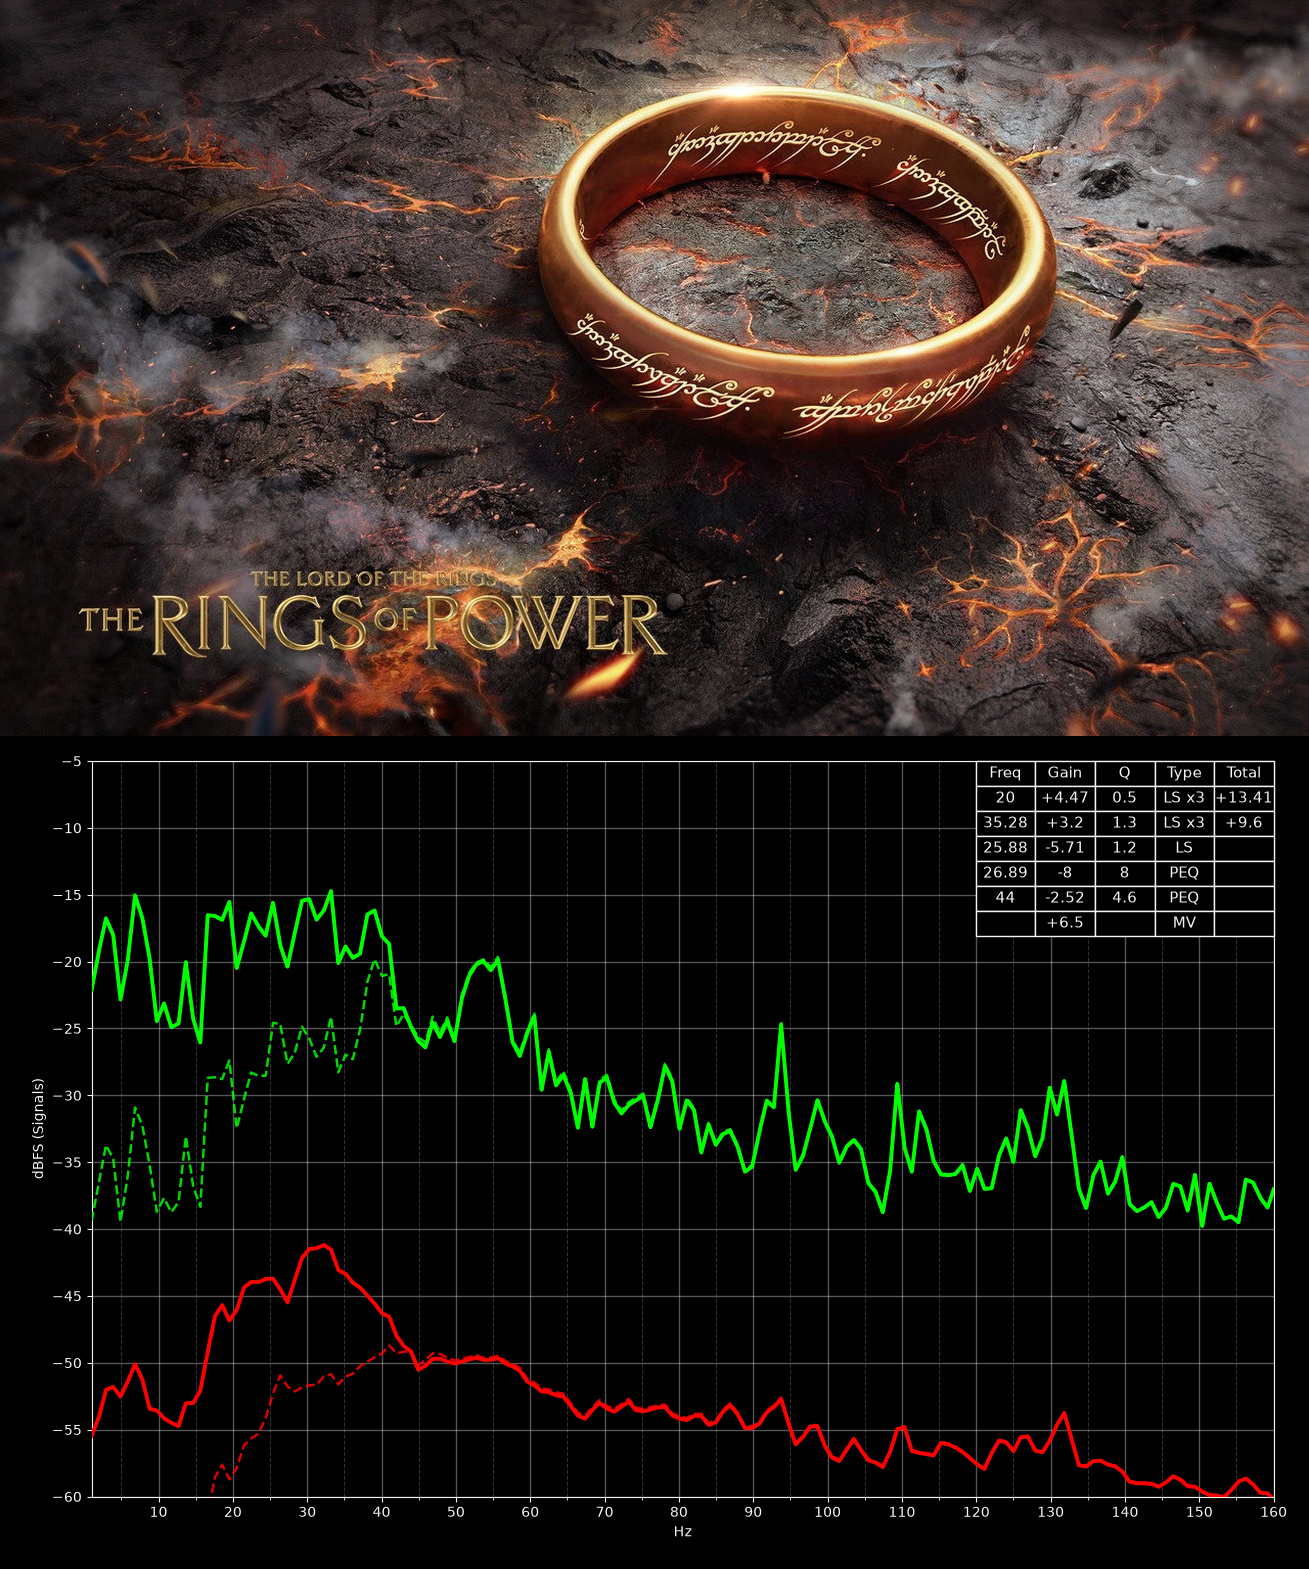 THE LORD OF THE RINGS
THE RINGS OF POWER
Freq Gain Q Type Total
20 +4.47 0.5 LS x3 +13.41
35.28 +3.2 1.3 LS x3 +9.6
25.88 -5.71 1.2 LS
26.89 -8 8 PEQ
44 -2.52 4.6 PEQ
+6.5 MV
−5
−10
−15
−20
−25
−30
−35
−40
−45
−50
−55
−60
dBFS (Signals)
10 20 30 40 50 60 70 80 90 100 110 120 130 140 150 160
Hz